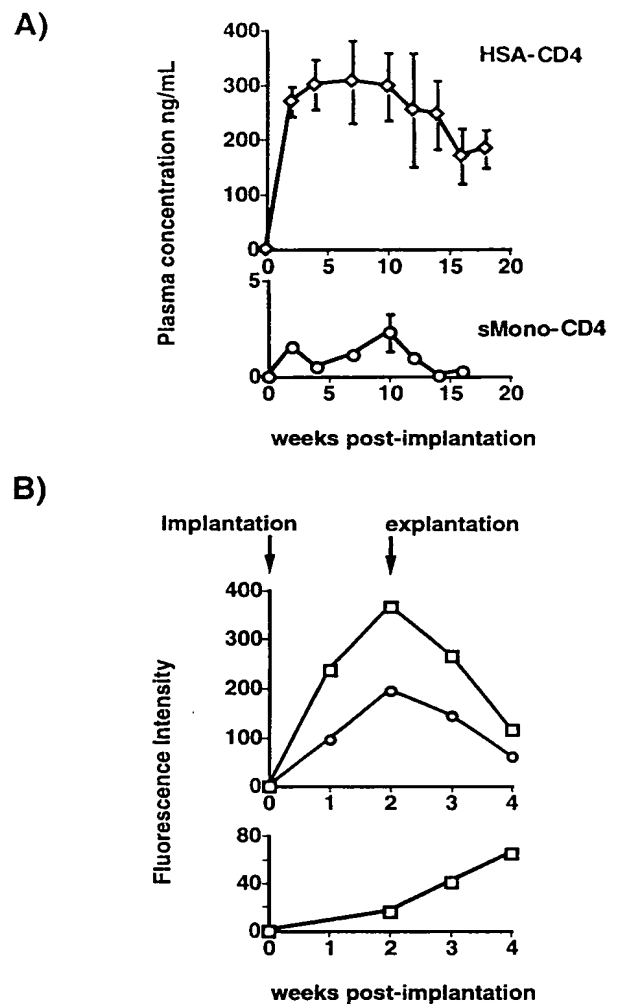 A)
400
300
200
100
0
HSA-CD4
0 5 10 15 20
Plasma concentration ng/mL
5
0
sMono-CD4
0 5 10 15 20
weeks post-implantation
B)
Implantation explantation
400
300
200
100
0
0 1 2 3 4
Fluorescence Intensity
80
40
0
0 1 2 3 4
weeks post-implantation